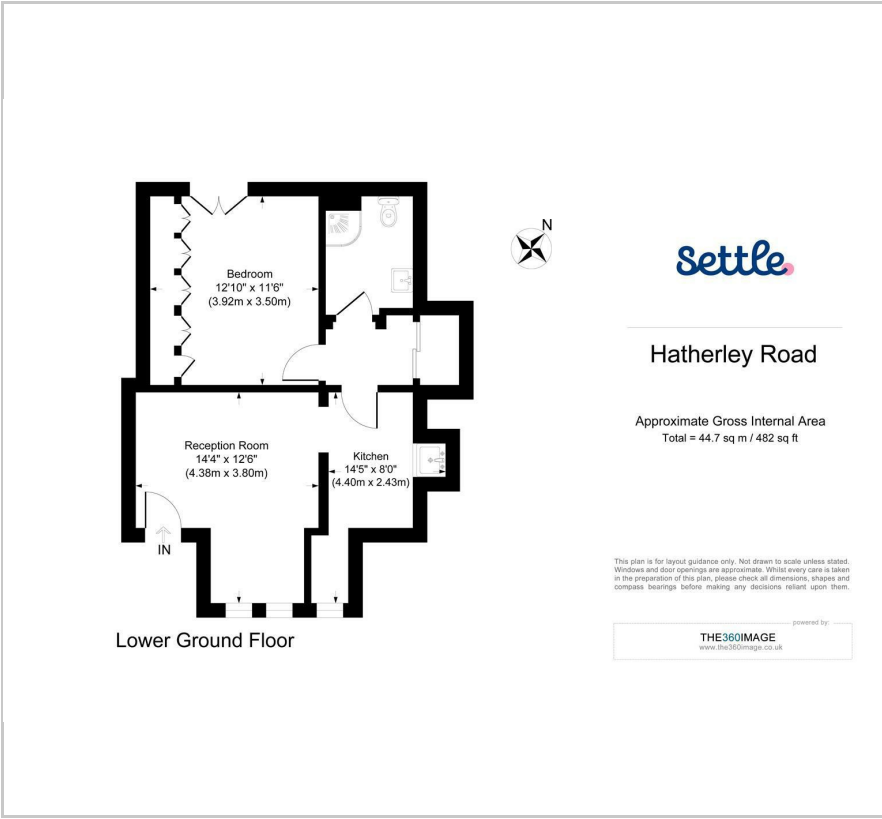 Bedroom
12'10" x 11'6"
(3.92m x 3.50m)
N
Reception Room
14'4" x 12'6"
(4.38m x 3.80m)
Kitchen
14'5" x 8'0"
(4.40m x 2.43m)
IN
Lower Ground Floor
Settle
Hatherley Road
Approximate Gross Internal Area
Total = 44.7 sq m / 482 sq ft
This plan is for layout guidance only. Not drawn to scale unless stated.
Windows and door openings are approximate. Whilst every care is taken
in the preparation of this plan, please check all dimensions, shapes and
compass bearings before making any decisions reliant upon them.
powered by:
THE360IMAGE
www.the360image.co.uk